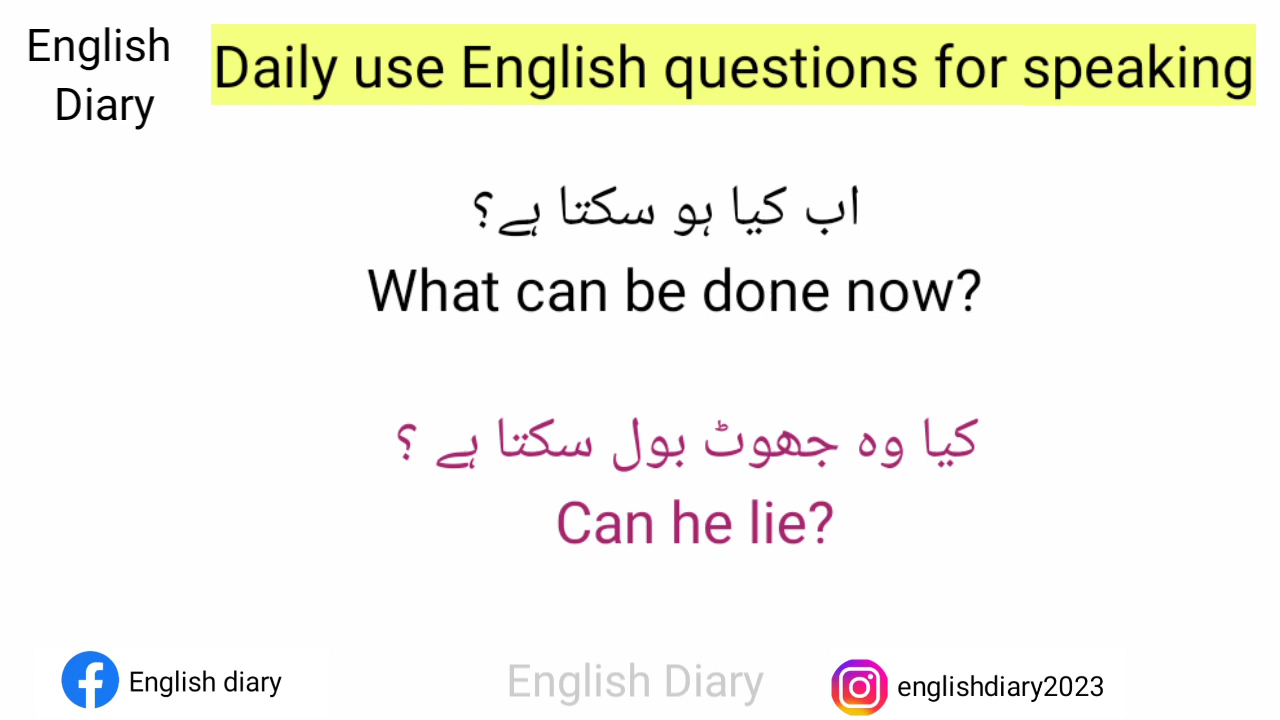 English
Diary
Daily use English questions for speaking
اب کیا ہو سکتا ہے؟
What can be done now?
کیا وہ جھوٹ بول سکتا ہے ؟
Can he lie?
English diary
English Diary
englishdiary2023